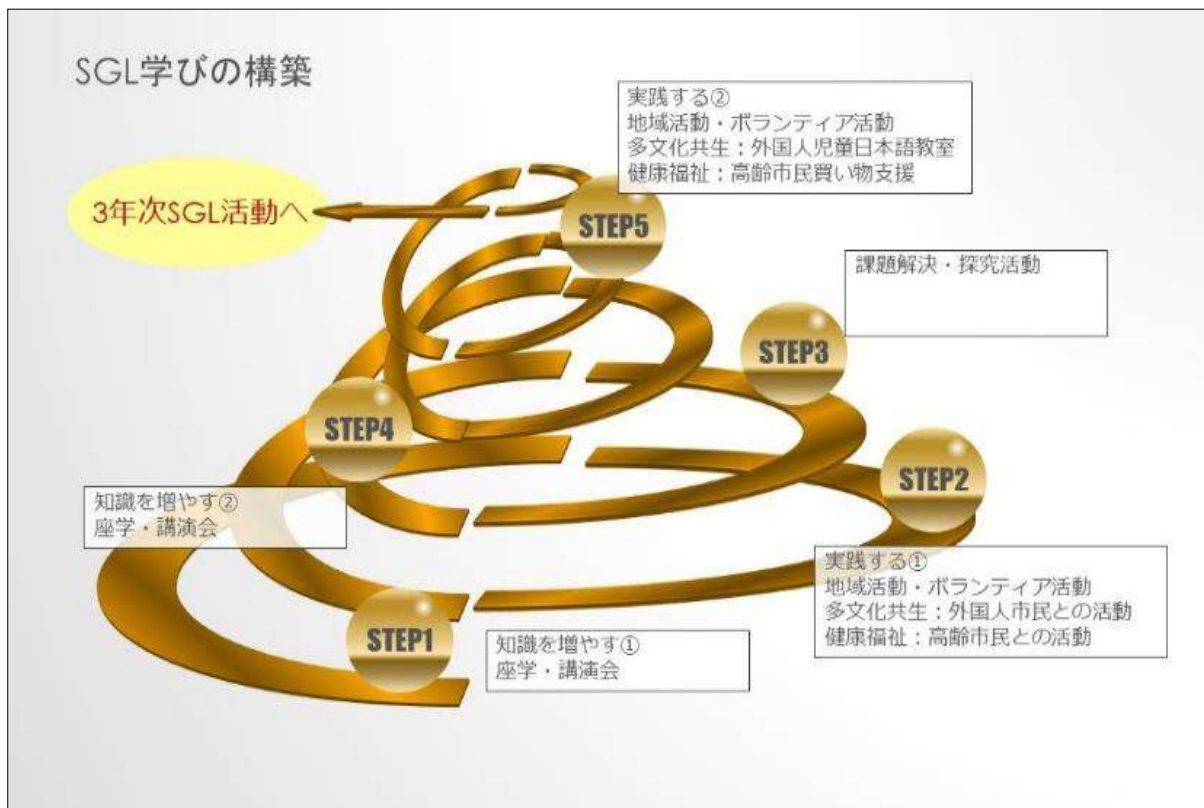 SGL学びの構築
実践する②
地域活動・ボランティア活動
多文化共生：外国人児童日本語教室
健康福祉：高齢市民買い物支援
3年次SGL活動へ
STEP5
課題解決・探究活動
STEP3
STEP4
STEP2
知識を増やす②
座学・講演会
実践する①
地域活動・ボランティア活動
多文化共生：外国人市民との活動
健康福祉：高齢市民との活動
STEP1
知識を増やす①
座学・講演会